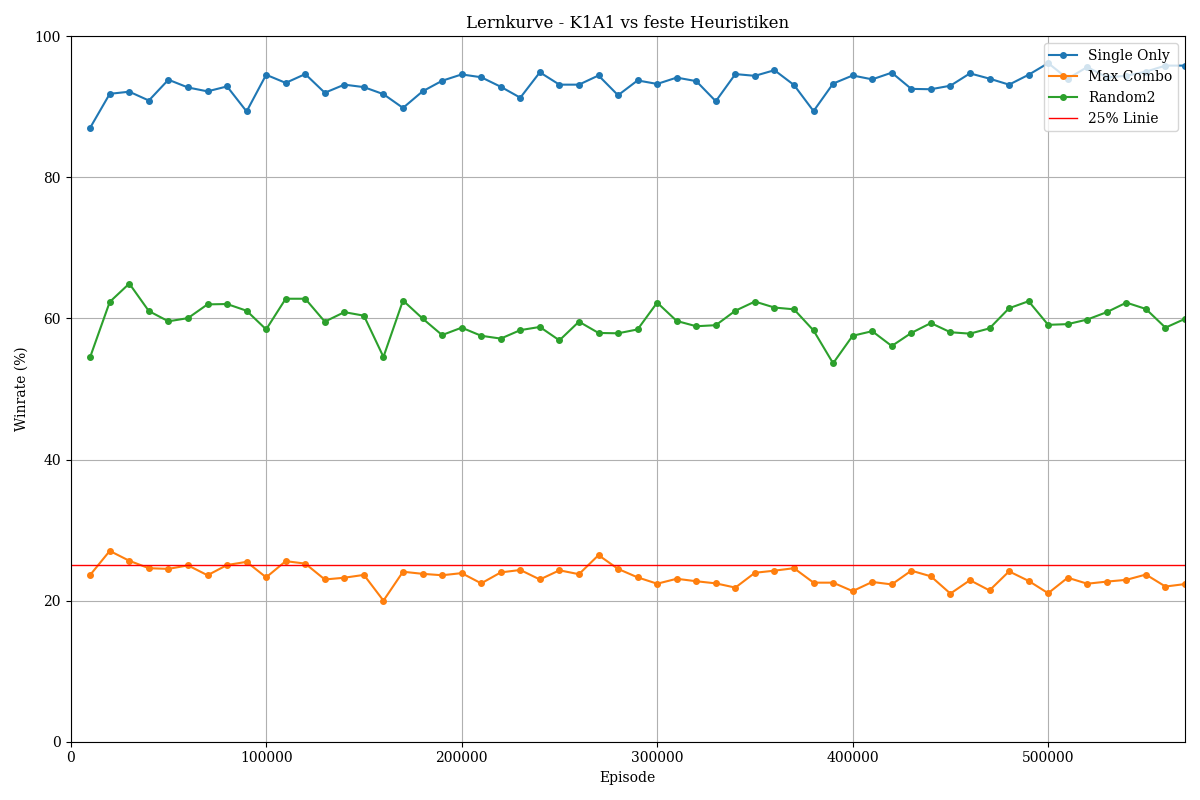 Lernkurve - K1A1 vs feste Heuristiken
100
80
60
40
20
0
Winrate (%)
Single Only
Max Combo
Random2
25% Linie
0
100000
200000
300000
400000
500000
Episode